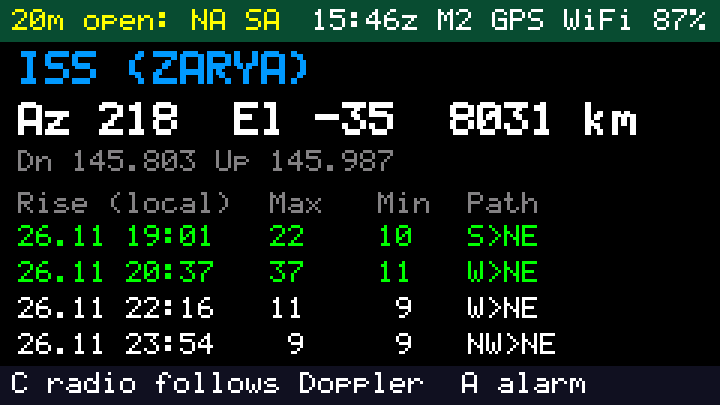 20m open: NA SA 15:46z M2 GPS WiFi 87%
ISS (ZARYA)
Az 218 El -35 8031 km
Dn 145.803 Up 145.987
Rise (local) Max Min Path
26.11 19:01 22 10 S>NE
26.11 20:37 37 11 W>NE
26.11 22:16 11 9 W>NE
26.11 23:54 9 9 NW>NE
C radio follows Doppler A alarm